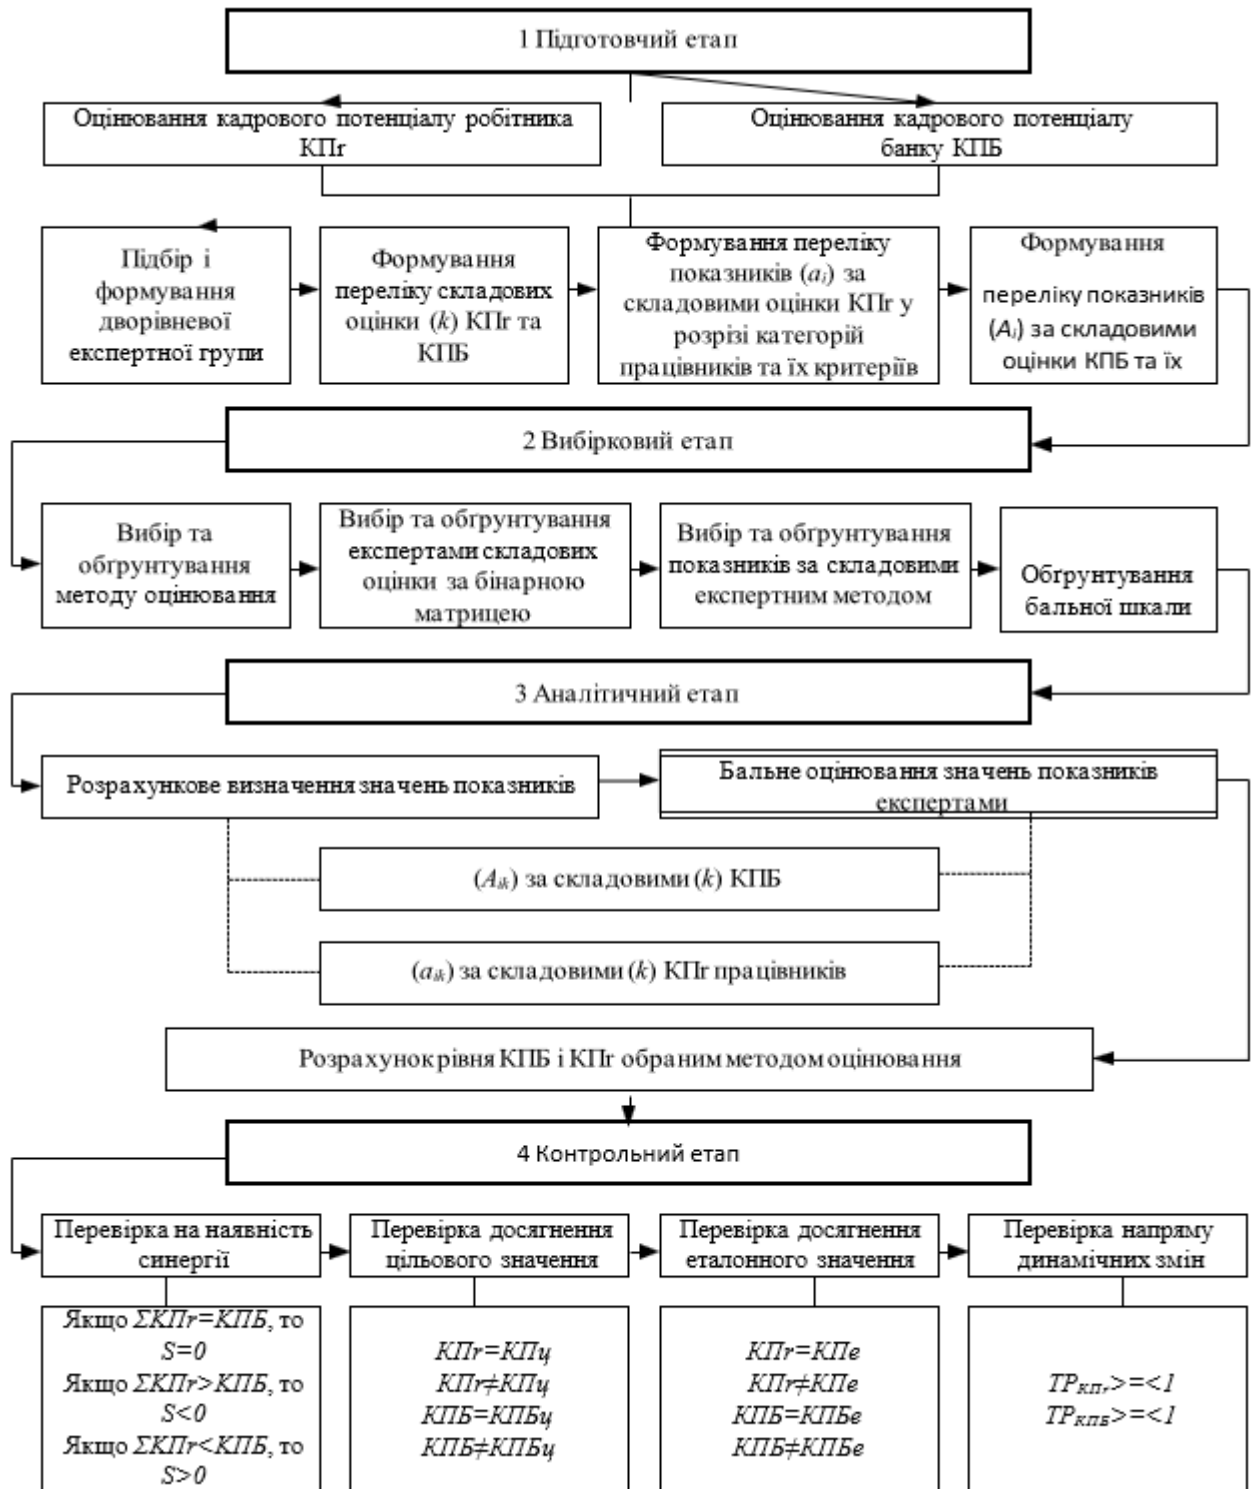 1 Підготовчий етап
Оцінювання кадрового потенціалу робітника
КПr
Оцінювання кадрового потенціалу
банку КПБ
Підбір і
формування
дворівневої
експертної групи
Формування
переліку складових
оцінки (k) КПr та
КПБ
Формування переліку
показників (ai) за
складовими оцінки КПr у
розрізі категорій
працівників та їх критеріїв
Формування
переліку показників
(Ai) за складовими
оцінки КПБ та їх
2 Вибірковий етап
Вибір та
обґрунтування
методу оцінювання
Вибір та обґрунтування
експертами складових
оцінки за бінарною
матрицею
Вибір та обґрунтування
показників за складовими
експертним методом
Обґрунтування
бальної шкали
3 Аналітичний етап
Розрахункове визначення значень показників
Бальне оцінювання значень показників
експертами
(Aik) за складовими (k) КПБ
(aik) за складовими (k) КПr працівників
Розрахунок рівня КПБ і КПr обраним методом оцінювання
4 Контрольний етап
Перевірка на наявність
синергії
Перевірка досягнення
цільового значення
Перевірка досягнення
еталонного значення
Перевірка напряму
динамічних змін
Якщо ΣКПr=КПБ, то
S=0
Якщо ΣКПr>КПБ, то
S<0
Якщо ΣКПr<КПБ, то
S>0
КПr=КПц
КПr≠КПц
КПБ=КПБц
КПБ≠КПБц
КПr=КПе
КПr≠КПе
КПБ=КПБе
КПБ≠КПБе
ТРКПr>=<1
ТРКПБ>=<1